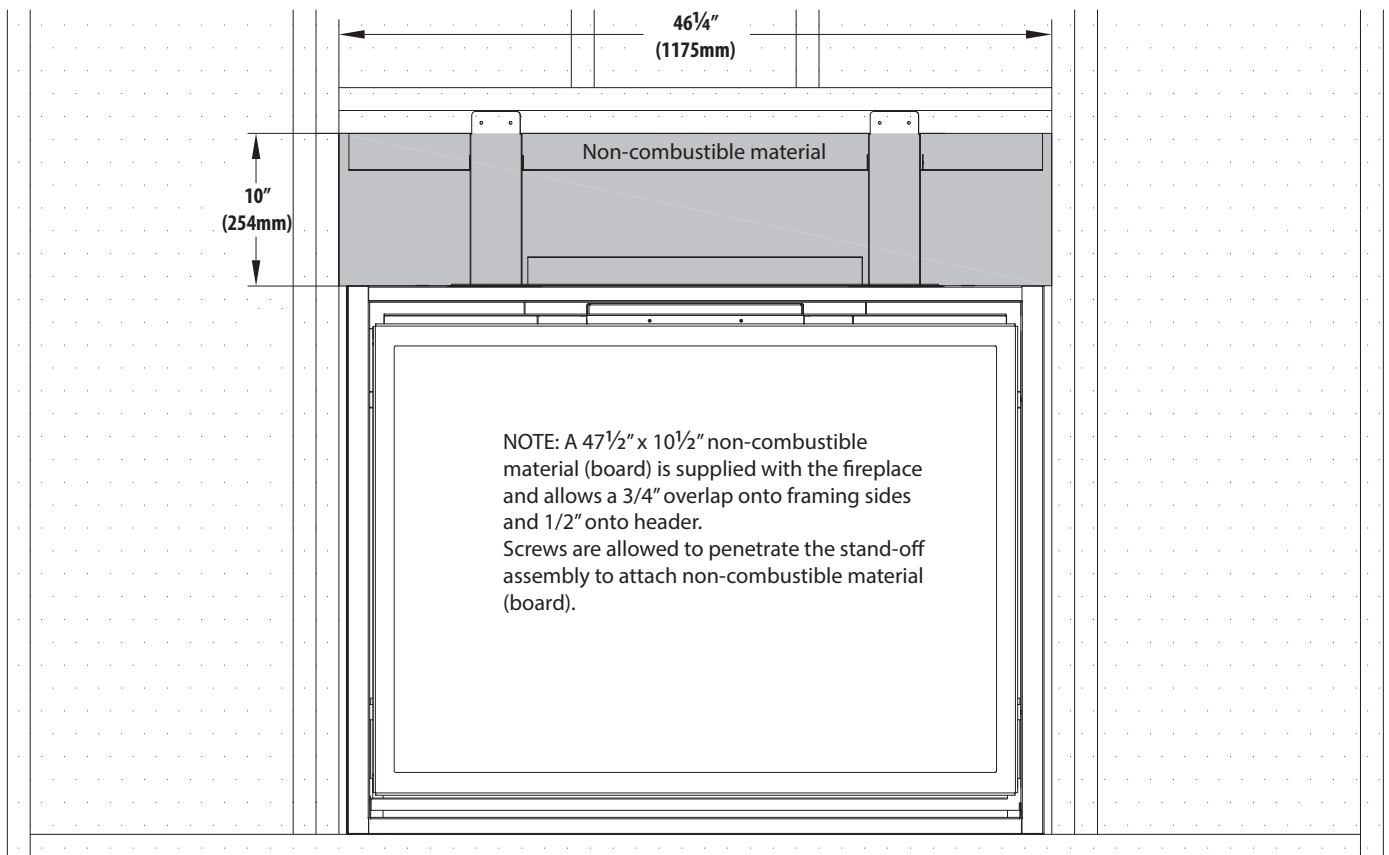 46¼"
(1175mm)
Non-combustible material
10"
(254mm)
NOTE: A 47½" x 10½" non-combustible
material (board) is supplied with the fireplace
and allows a 3/4" overlap onto framing sides
and 1/2" onto header.
Screws are allowed to penetrate the stand-off
assembly to attach non-combustible material
(board).